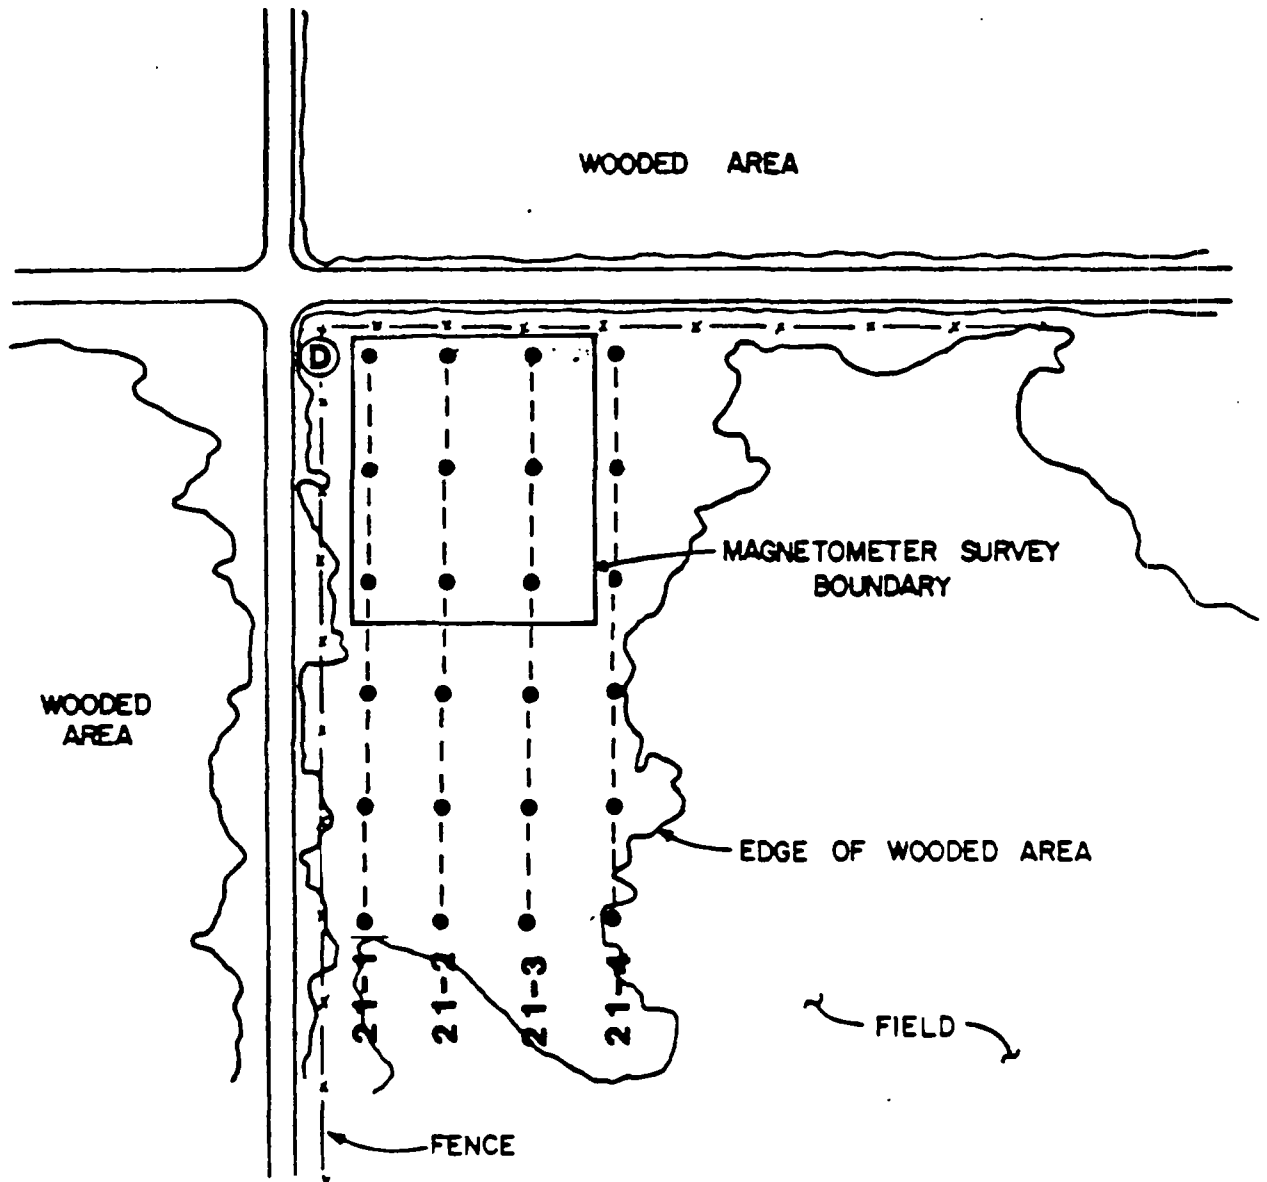 WOODED AREA
D
MAGNETOMETER SURVEY
BOUNDARY
WOODED
AREA
EDGE OF WOODED AREA
21-1
21-2
21-3
21-4
FIELD
FENCE